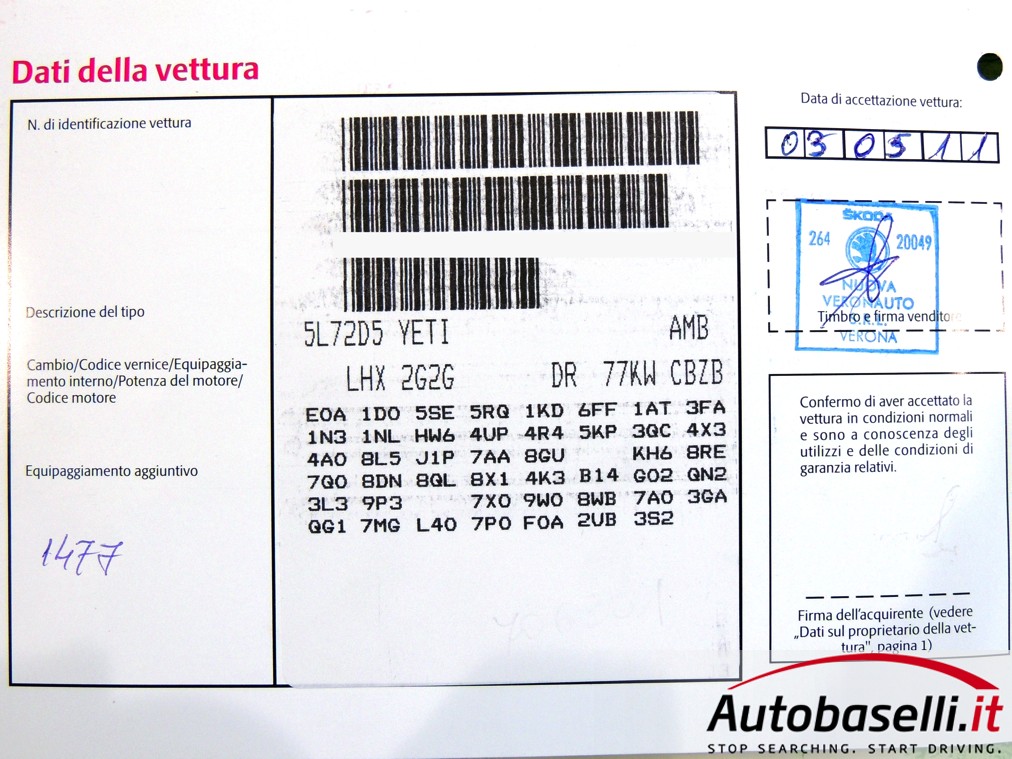 Dati della vettura
N. di identificazione vettura
Descrizione del tipo
Cambio/Codice vernice/Equipaggia-
mento interno/Potenza del motore/
Codice motore
Equipaggiamento aggiuntivo
1477
5L72D5 YETI AMB
LHX 2G2G DR 77KW CBZB
E0A 1D0 5SE 5RQ 1KD 6FF 1AT 3FA
1N3 1NL HW6 4UP 4R4 5KP 3QC 4X3
4A0 8L5 J1P 7AA 8GU KH6 8RE
7Q0 8DN 8QL 8X1 4K3 B14 G02 QN2
3L3 9P3 7X0 9W0 8WB 7A0 3GA
QG1 7MG L40 7P0 F0A 2UB 3S2
Data di accettazione vettura:
030511
ŠKODA
264 20049
NUOVA
VERONAUTO
S.R.L.
VERONA
Timbro e firma venditore
Confermo di aver accettato la
vettura in condizioni normali
e sono a conoscenza degli
utilizzi e delle condizioni di
garanzia relativi.
Firma dell'acquirente (vedere
„Dati sul proprietario della vet-
tura", pagina 1)
Autobaselli.it
STOP SEARCHING. START DRIVING.